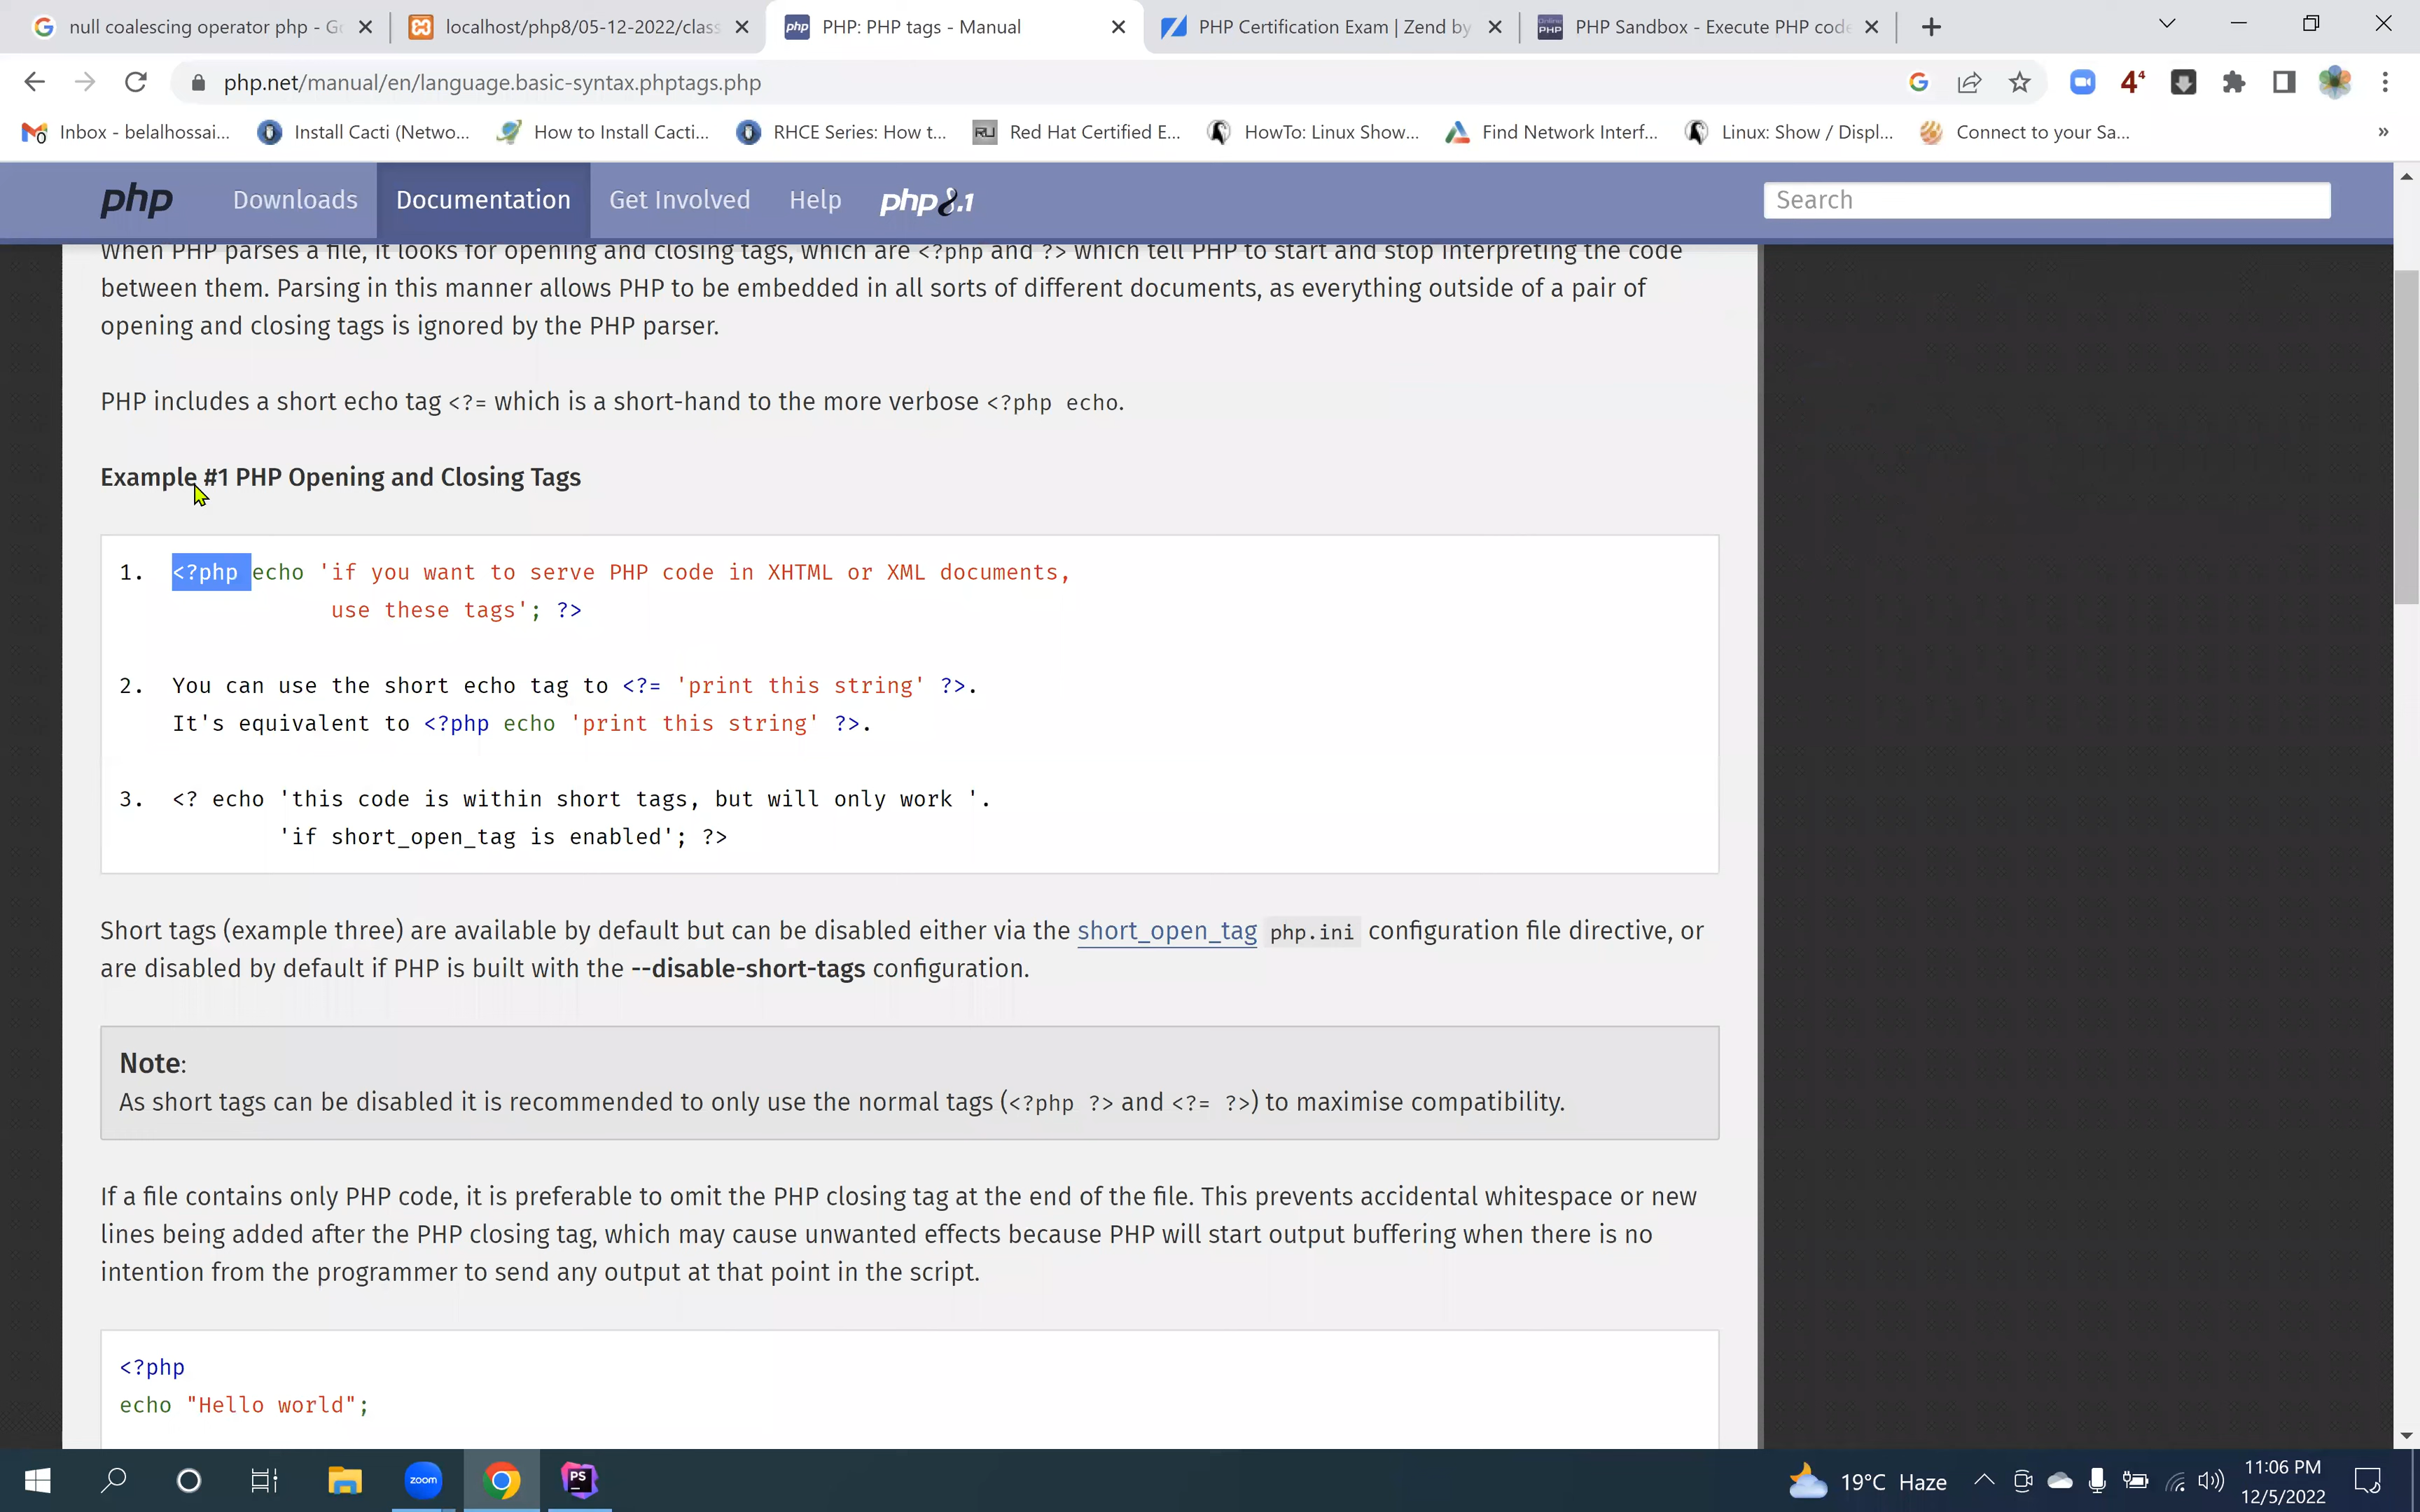 null coalescing operator php - Go
localhost/php8/05-12-2022/class
PHP: PHP tags - Manual
PHP Certification Exam | Zend by
PHP Sandbox - Execute PHP code
php.net/manual/en/language.basic-syntax.phptags.php
Inbox - belalhossai...
Install Cacti (Netwo...
How to Install Cacti...
RHCE Series: How t...
Red Hat Certified E...
HowTo: Linux Show...
Find Network Interf...
Linux: Show / Displ...
Connect to your Sa...
»
php Downloads Documentation Get Involved Help php8.1 Search
When PHP parses a file, it looks for opening and closing tags, which are <?php and ?> which tell PHP to start and stop interpreting the code
between them. Parsing in this manner allows PHP to be embedded in all sorts of different documents, as everything outside of a pair of
opening and closing tags is ignored by the PHP parser.
PHP includes a short echo tag <?= which is a short-hand to the more verbose <?php echo.
Example #1 PHP Opening and Closing Tags
1. <?php echo 'if you want to serve PHP code in XHTML or XML documents,
use these tags'; ?>
2. You can use the short echo tag to <?= 'print this string' ?>.
It's equivalent to <?php echo 'print this string' ?>.
3. <? echo 'this code is within short tags, but will only work '.
'if short_open_tag is enabled'; ?>
Short tags (example three) are available by default but can be disabled either via the short_open_tag php.ini configuration file directive, or
are disabled by default if PHP is built with the --disable-short-tags configuration.
Note:
As short tags can be disabled it is recommended to only use the normal tags (<?php ?> and <?= ?>) to maximise compatibility.
If a file contains only PHP code, it is preferable to omit the PHP closing tag at the end of the file. This prevents accidental whitespace or new
lines being added after the PHP closing tag, which may cause unwanted effects because PHP will start output buffering when there is no
intention from the programmer to send any output at that point in the script.
<?php
echo "Hello world";
zoom
PS
19°C Haze
11:06 PM
12/5/2022